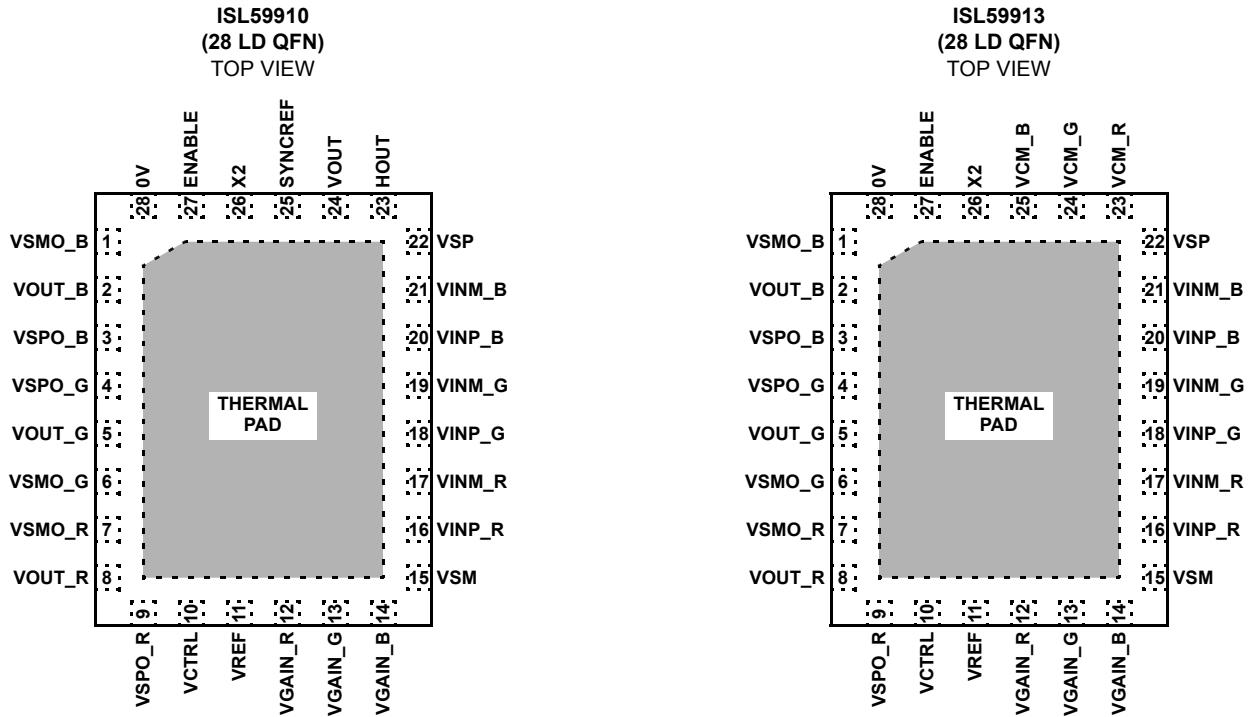 ISL59910
(28 LD QFN)
TOP VIEW
28 0V
27 ENABLE
26 X2
25 SYNCREF
24 VOUT
23 HOUT
VSMO_B 1
VOUT_B 2
VSPO_B 3
VSPO_G 4
VOUT_G 5
VSMO_G 6
VSMO_R 7
VOUT_R 8
THERMAL
PAD
22 VSP
21 VINM_B
20 VINP_B
19 VINM_G
18 VINP_G
17 VINM_R
16 VINP_R
15 VSM
VSPO_R 9
VCTRL 10
VREF 11
VGAIN_R 12
VGAIN_G 13
VGAIN_B 14
ISL59913
(28 LD QFN)
TOP VIEW
28 0V
27 ENABLE
26 X2
25 VCM_B
24 VCM_G
23 VCM_R
VSMO_B 1
VOUT_B 2
VSPO_B 3
VSPO_G 4
VOUT_G 5
VSMO_G 6
VSMO_R 7
VOUT_R 8
THERMAL
PAD
22 VSP
21 VINM_B
20 VINP_B
19 VINM_G
18 VINP_G
17 VINM_R
16 VINP_R
15 VSM
VSPO_R 9
VCTRL 10
VREF 11
VGAIN_R 12
VGAIN_G 13
VGAIN_B 14